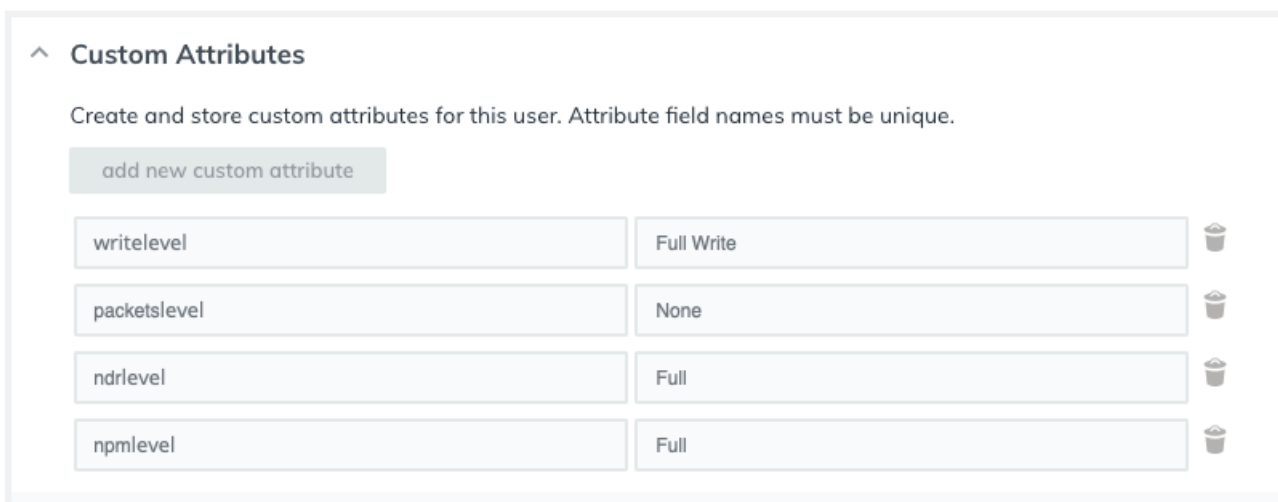 Custom Attributes
Create and store custom attributes for this user. Attribute field names must be unique.
add new custom attribute
writelevel Full Write
packetslevel None
ndrlevel Full
npmlevel Full